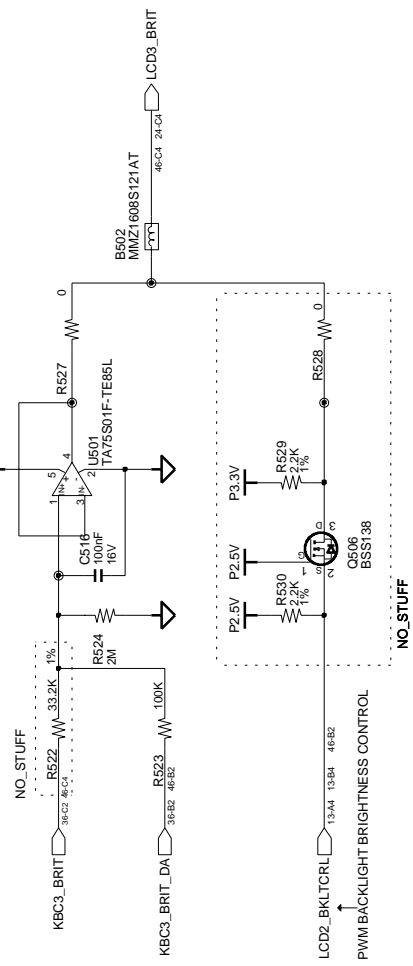 NO_STUFF
KBC3_BRIT
36-C2 46-C4
R522
33.2K
1%
KBC3_BRIT_DA
36-B2 46-B2
R523
100K
R524
2M
C516
100nF
16V
1
3
5
2
4
U501
TA75S01F-TE85L
R527
0
B502
MMZ1608S121AT
46-C4 24-C4
LCD3_BRIT
LCD2_BKLTCRL
13-A4 13-B4 46-B2
PWM BACKLIGHT BRIGHTNESS CONTROL
P2.5V
R530
2.2K
1%
P2.5V
1
G
S
2
D
3
Q506
BSS138
P3.3V
R529
2.2K
1%
R528
0
NO_STUFF